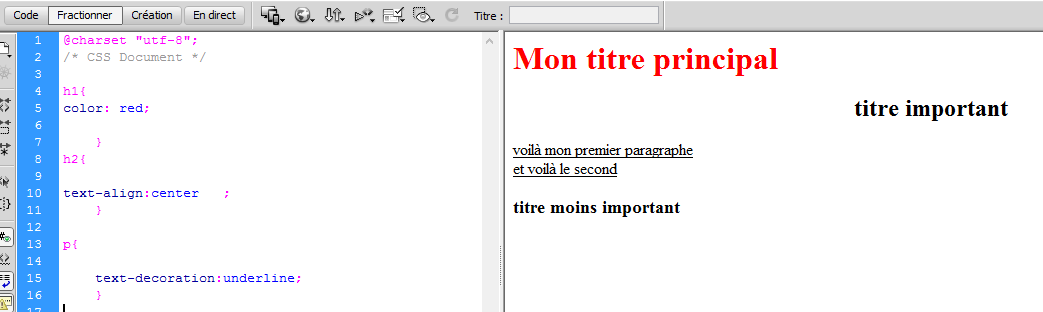 Code Fractionner Création En direct Titre :
1 @charset "utf-8";
2 /* CSS Document */
3
4 h1{
5 color: red;
6
7 }
8 h2{
9
10 text-align:center ;
11 }
12
13 p{
14
15 text-decoration:underline;
16 }
17
Mon titre principal
titre important
voilà mon premier paragraphe
et voilà le second
titre moins important